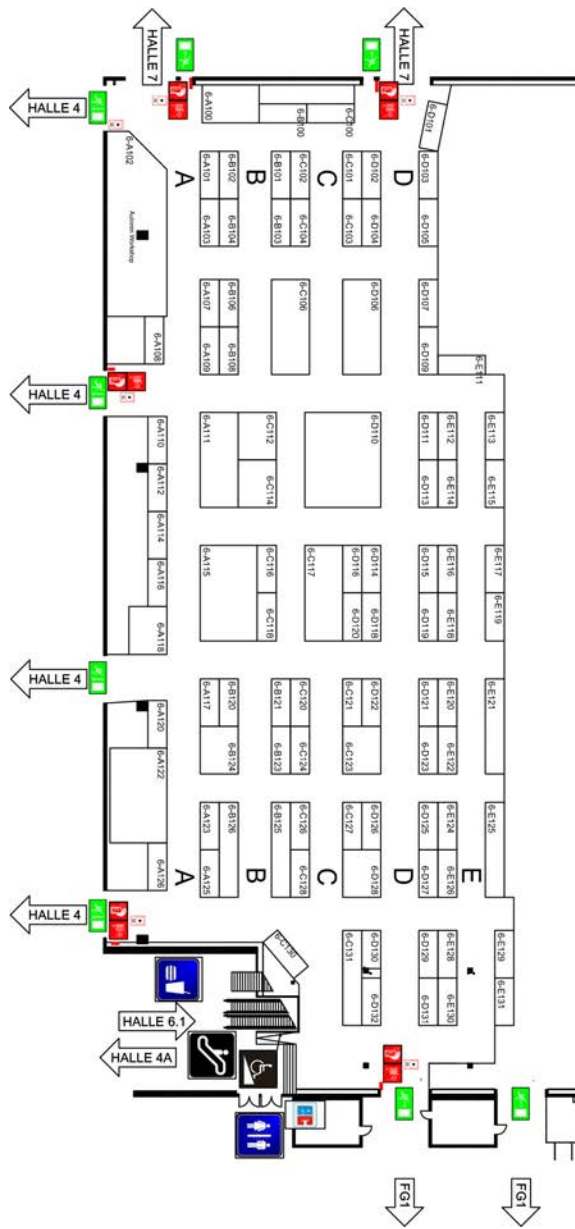 HALLE 7
HALLE 7
HALLE 4
6-A100
6-B100
6-C100
6-D101
6-A102
Autoren Workshop
A
B
C
D
6-A101
6-B102
6-B101
6-C102
6-C101
6-D102
6-D103
6-A103
6-B104
6-B103
6-C104
6-C103
6-D104
6-D105
6-A107
6-B106
6-C106
6-D106
6-D107
6-A108
6-A109
6-B108
6-D109
6-E111
HALLE 4
6-A110
6-A111
6-C112
6-D110
6-D111
6-E112
6-E113
6-A112
6-C114
6-D113
6-E114
6-E115
6-A114
6-A115
6-C116
6-C117
6-D116
6-D114
6-D115
6-E116
6-E117
6-A116
6-C118
6-D120
6-D118
6-D119
6-E118
6-E119
6-A118
HALLE 4
6-A117
6-B120
6-B121
6-C120
6-C121
6-D122
6-D121
6-E120
6-E121
6-A120
6-B124
6-B123
6-C124
6-C123
6-D123
6-E122
6-A122
6-A123
6-B126
6-B125
6-C126
6-C127
6-D126
6-D125
6-E124
6-E125
6-A126
6-A125
6-C128
6-D128
6-D127
6-E126
A
B
C
D
E
HALLE 4
6-C130
6-C131
6-D130
6-D129
6-E128
6-E129
6-D132
6-D131
6-E130
6-E131
HALLE 6.1
HALLE 4A
EC
FG1
FG1